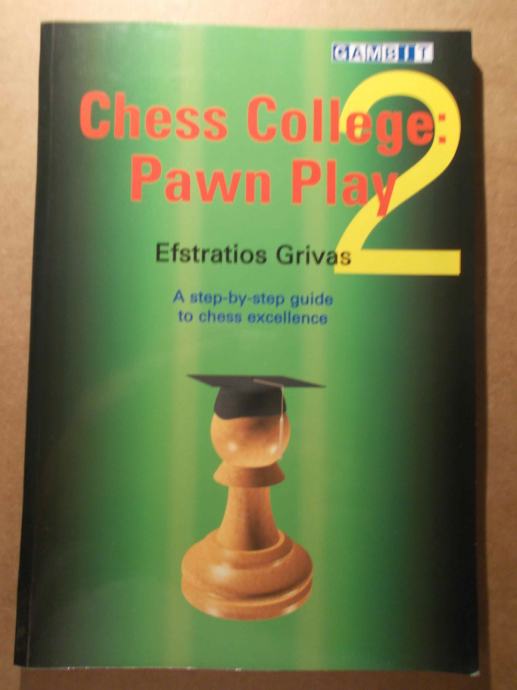 GAMBIT
Chess College: 2
Pawn Play
Efstratios Grivas
A step-by-step guide
to chess excellence